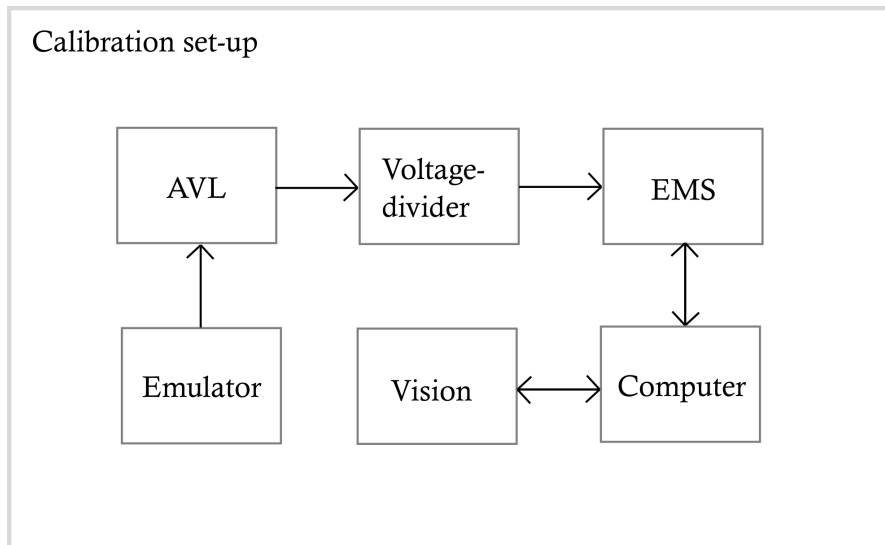 Calibration set-up
AVL
Voltage-
divider
EMS
Emulator
Vision
Computer